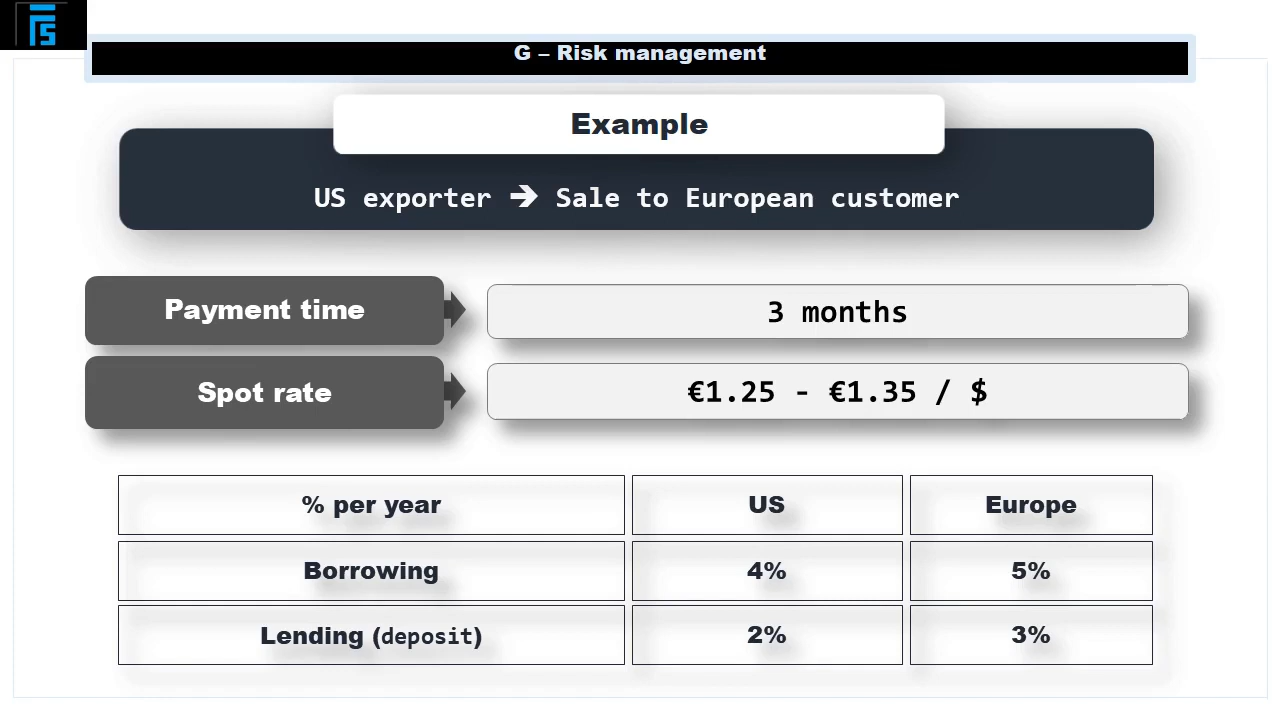 FS
G – Risk management
Example
US exporter ➔ Sale to European customer
Payment time
3 months
Spot rate
€1.25 - €1.35 / $
% per year US Europe
Borrowing 4% 5%
Lending (deposit) 2% 3%